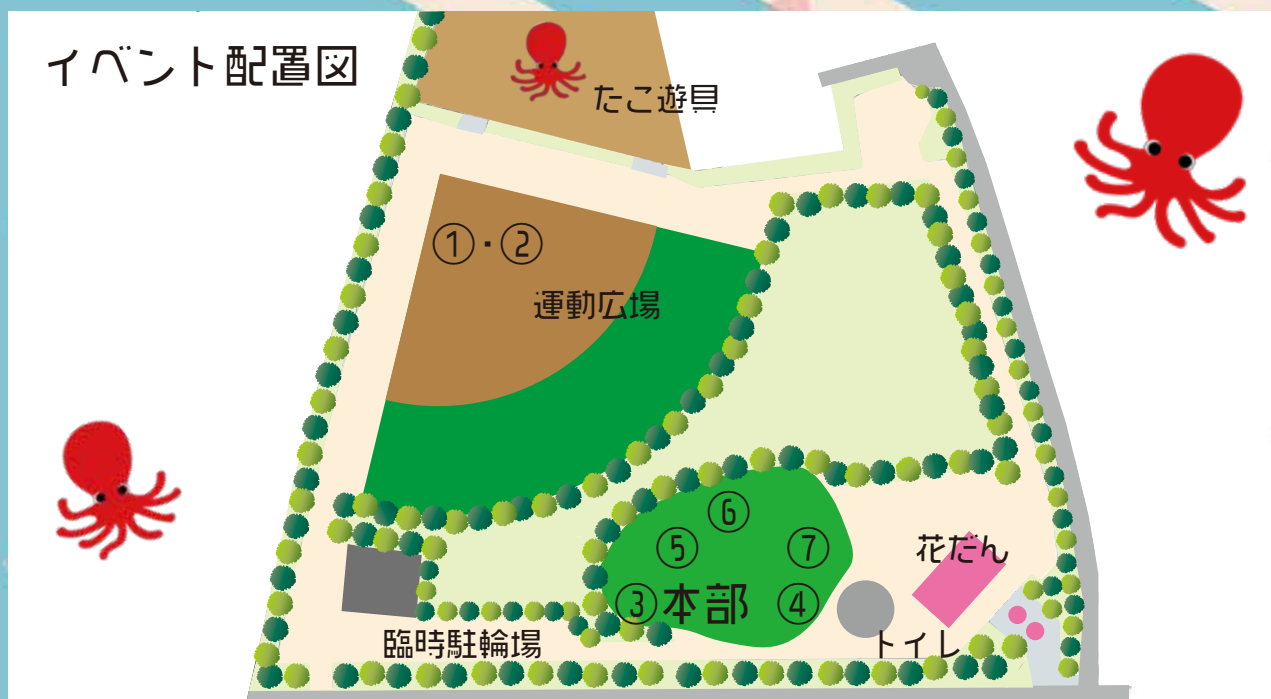 イベント配置図
たこ遊具
①・②
運動広場
⑥
⑤
⑦
花だん
③本部
④
臨時駐輪場
トイレ